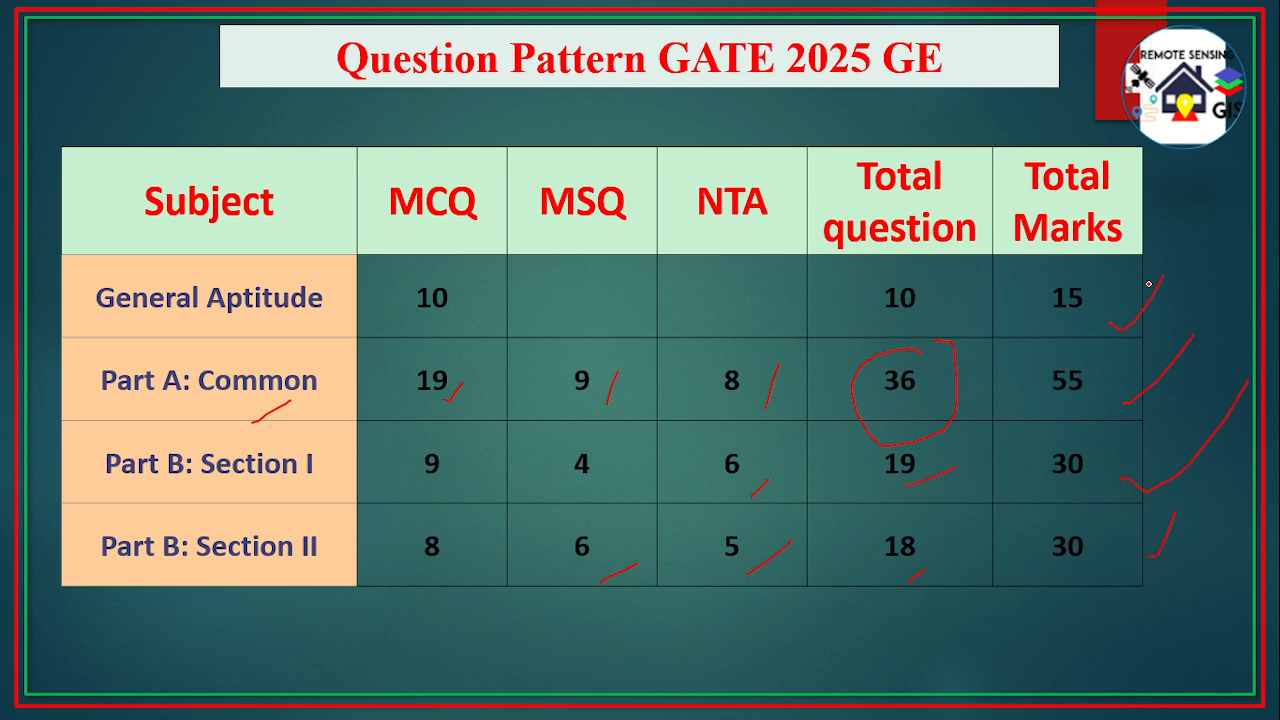 Question Pattern GATE 2025 GE
REMOTE SENSING
GIS
Subject MCQ MSQ NTA Total question Total Marks
General Aptitude 10 10 15
Part A: Common 19 9 8 36 55
Part B: Section I 9 4 6 19 30
Part B: Section II 8 6 5 18 30